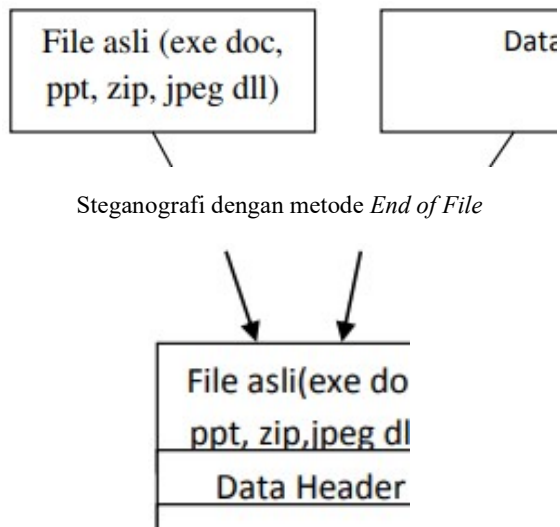 File asli (exe doc,
ppt, zip, jpeg dll)
Data
Steganografi dengan metode End of File
File asli(exe do
ppt, zip,jpeg dl
Data Header